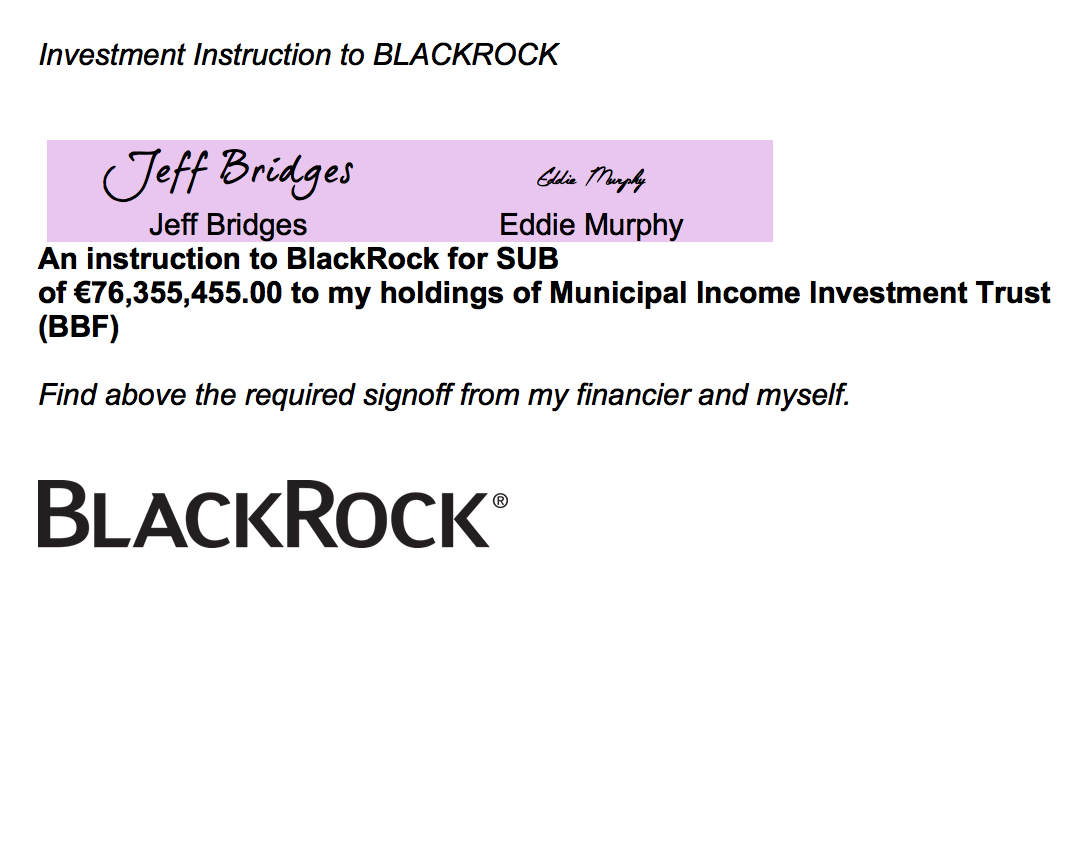 Investment Instruction to BLACKROCK
Jeff Bridges Eddie Murphy
Jeff Bridges Eddie Murphy
An instruction to BlackRock for SUB
of €76,355,455.00 to my holdings of Municipal Income Investment Trust
(BBF)
Find above the required signoff from my financier and myself.
BLACKROCK®